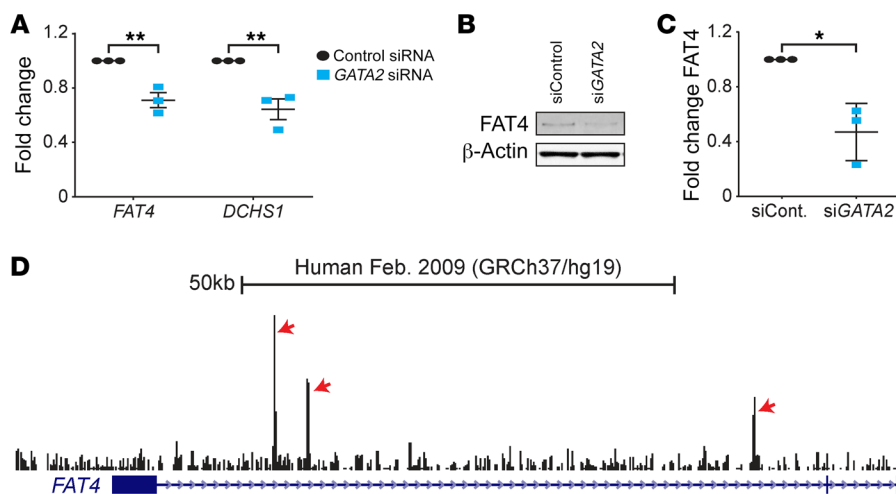 A
Fold change
1.2
0.8
0.4
0
**
**
Control siRNA
GATA2 siRNA
FAT4
DCHS1
B
siControl
siGATA2
FAT4
β-Actin
C
Fold change FAT4
1.2
0.8
0.4
0
*
siCont.
siGATA2
D
Human Feb. 2009 (GRCh37/hg19)
50kb
FAT4